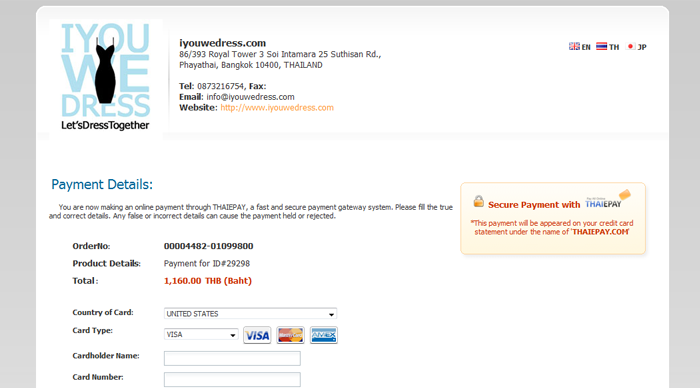 IYOU
WE
DRESS
Let'sDressTogether
iyouwedress.com
86/393 Royal Tower 3 Soi Intamara 25 Suthisan Rd.,
Phayathai, Bangkok 10400, THAILAND
Tel: 0873216754, Fax:
Email: info@iyouwedress.com
Website: http://www.iyouwedress.com
EN TH JP
Payment Details:
You are now making an online payment through THAIEPAY, a fast and secure payment gateway system. Please fill the true
and correct details. Any false or incorrect details can cause the payment held or rejected.
Secure Payment with THAIEPAY
*This payment will be appeared on your credit card
statement under the name of 'THAIEPAY.COM'
OrderNo: 00004482-01099800
Product Details: Payment for ID#29298
Total : 1,160.00 THB (Baht)
Country of Card: UNITED STATES
Card Type: VISA VISA MasterCard AMEX
Cardholder Name:
Card Number: